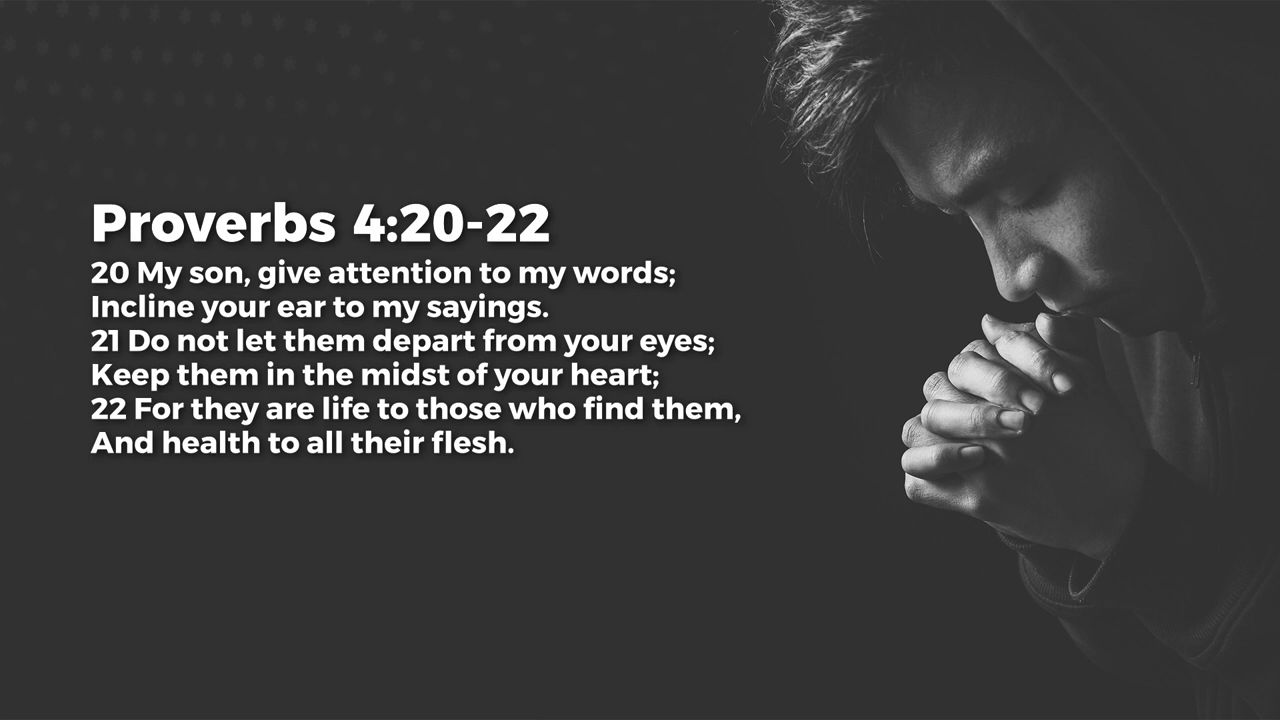 Proverbs 4:20-22
20 My son, give attention to my words;
Incline your ear to my sayings.
21 Do not let them depart from your eyes;
Keep them in the midst of your heart;
22 For they are life to those who find them,
And health to all their flesh.